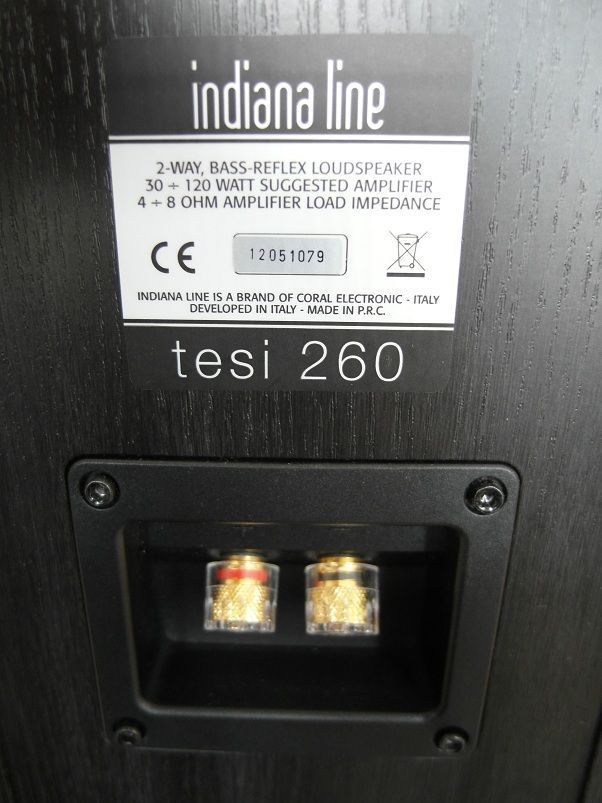 indiana line
2-WAY, BASS-REFLEX LOUDSPEAKER
30 ÷ 120 WATT SUGGESTED AMPLIFIER
4 ÷ 8 OHM AMPLIFIER LOAD IMPEDANCE
CE 12051079
INDIANA LINE IS A BRAND OF CORAL ELECTRONIC - ITALY
DEVELOPED IN ITALY - MADE IN P.R.C.
tesi 260